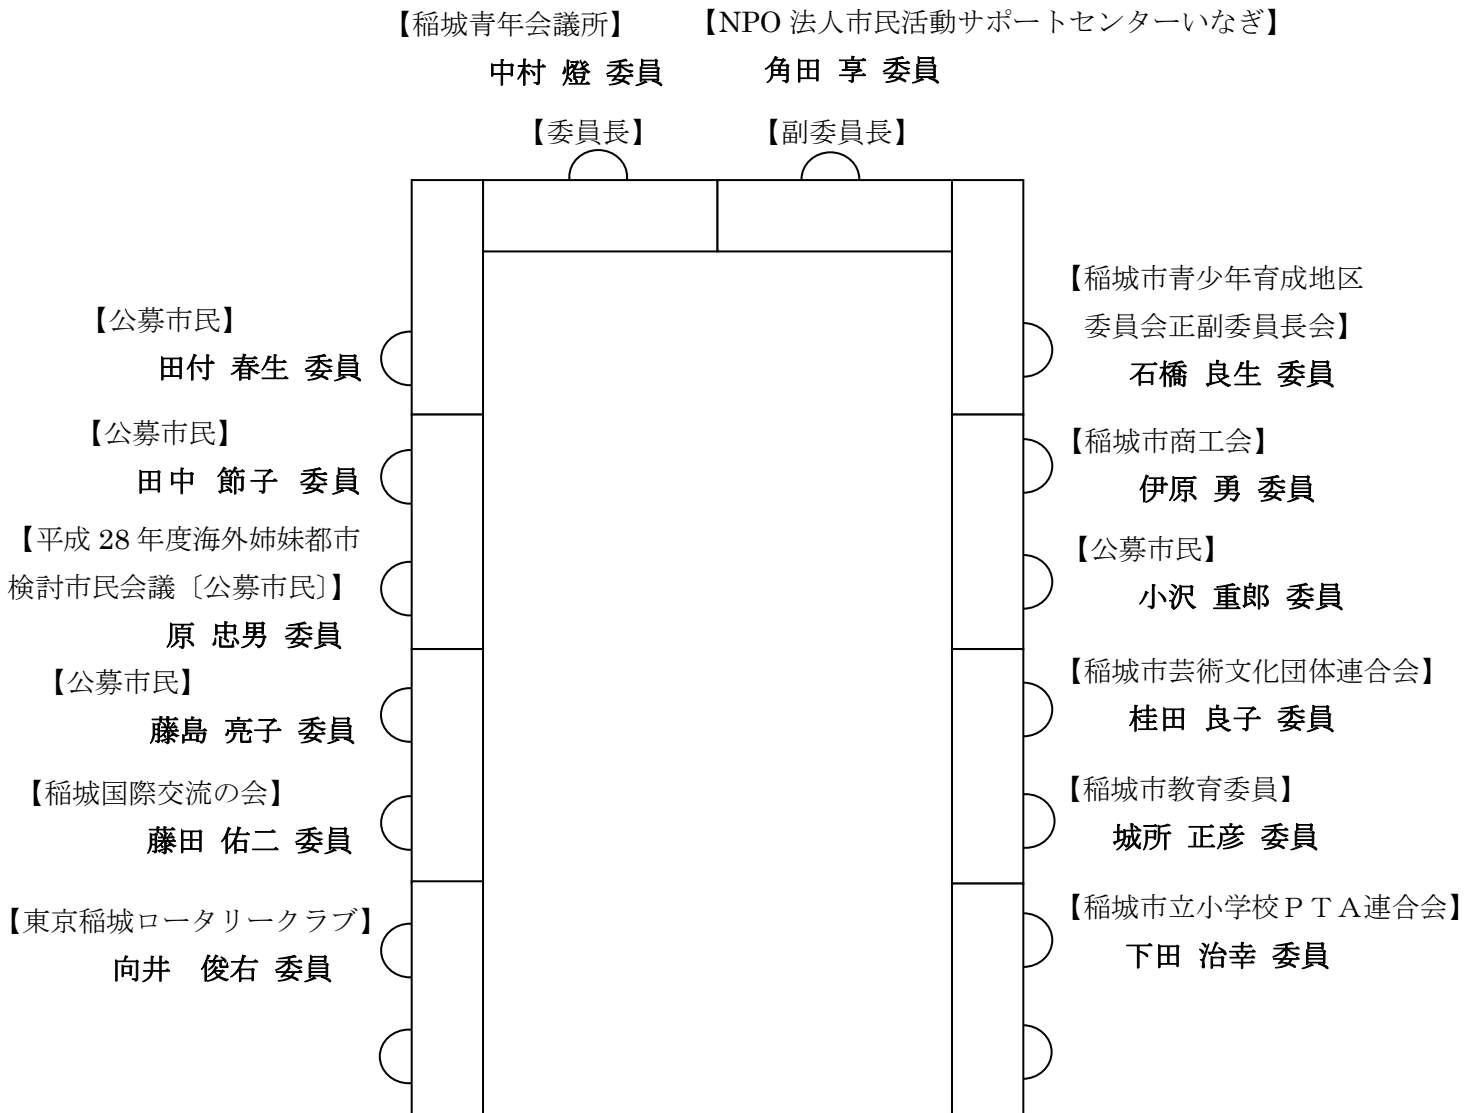 【稲城青年会議所】
中村 燈 委員
【委員長】
【NPO 法人市民活動サポートセンターいなぎ】
角田 享 委員
【副委員長】
【公募市民】
田付 春生 委員
【公募市民】
田中 節子 委員
【平成 28 年度海外姉妹都市
検討市民会議〔公募市民〕】
原 忠男 委員
【公募市民】
藤島 亮子 委員
【稲城国際交流の会】
藤田 佑二 委員
【東京稲城ロータリークラブ】
向井　俊右 委員
【稲城市青少年育成地区
委員会正副委員長会】
石橋 良生 委員
【稲城市商工会】
伊原 勇 委員
【公募市民】
小沢 重郎 委員
【稲城市芸術文化団体連合会】
桂田 良子 委員
【稲城市教育委員】
城所 正彦 委員
【稲城市立小学校ＰＴＡ連合会】
下田 治幸 委員